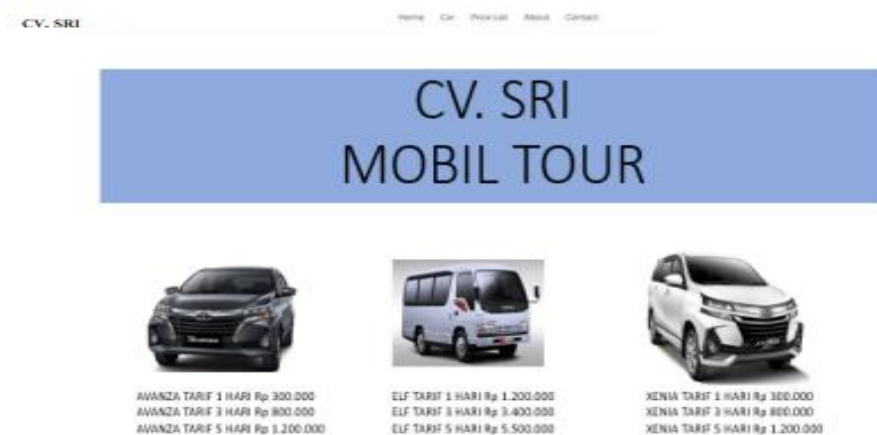 CV. SRI
Home Car Price List About Contact
CV. SRI
MOBIL TOUR
AVANZA TARIF 1 HARI Rp 300.000
AVANZA TARIF 3 HARI Rp 800.000
AVANZA TARIF 5 HARI Rp 1.200.000
ELF TARIF 1 HARI Rp 1.200.000
ELF TARIF 3 HARI Rp 3.400.000
ELF TARIF 5 HARI Rp 5.500.000
XENIA TARIF 1 HARI Rp 300.000
XENIA TARIF 3 HARI Rp 800.000
XENIA TARIF 5 HARI Rp 1.200.000